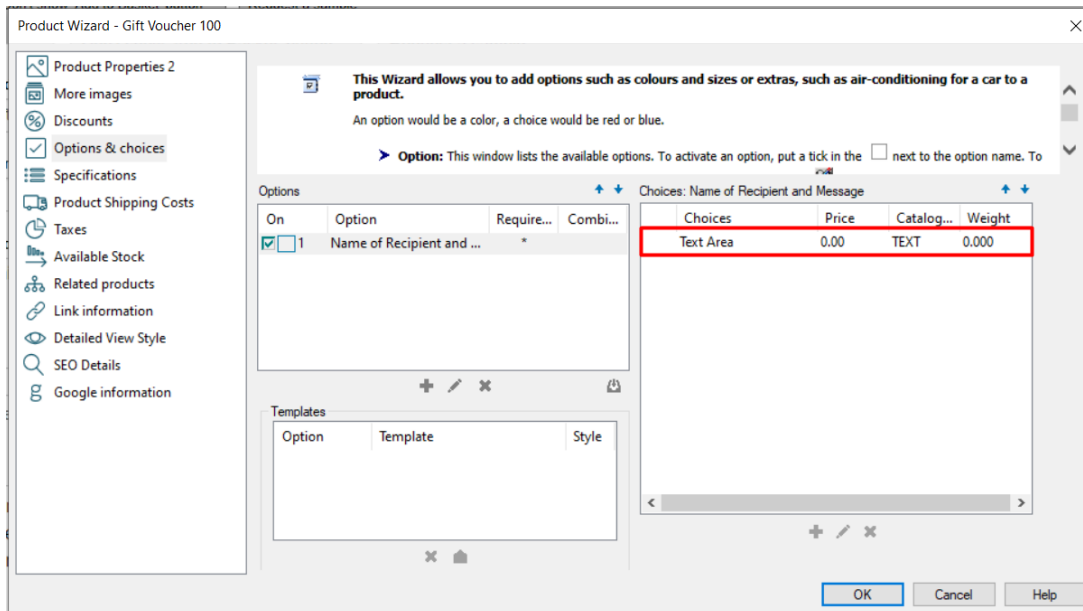 Product Wizard - Gift Voucher 100
Product Properties 2
More images
Discounts
Options & choices
Specifications
Product Shipping Costs
Taxes
Available Stock
Related products
Link information
Detailed View Style
SEO Details
Google information
This Wizard allows you to add options such as colours and sizes or extras, such as air-conditioning for a car to a
product.
An option would be a color, a choice would be red or blue.
Option: This window lists the available options. To activate an option, put a tick in the next to the option name. To
Options
On Option Require... Combi...
1 Name of Recipient and ... *
Templates
Option Template Style
Choices: Name of Recipient and Message
Choices Price Catalog... Weight
Text Area 0.00 TEXT 0.000
OK Cancel Help